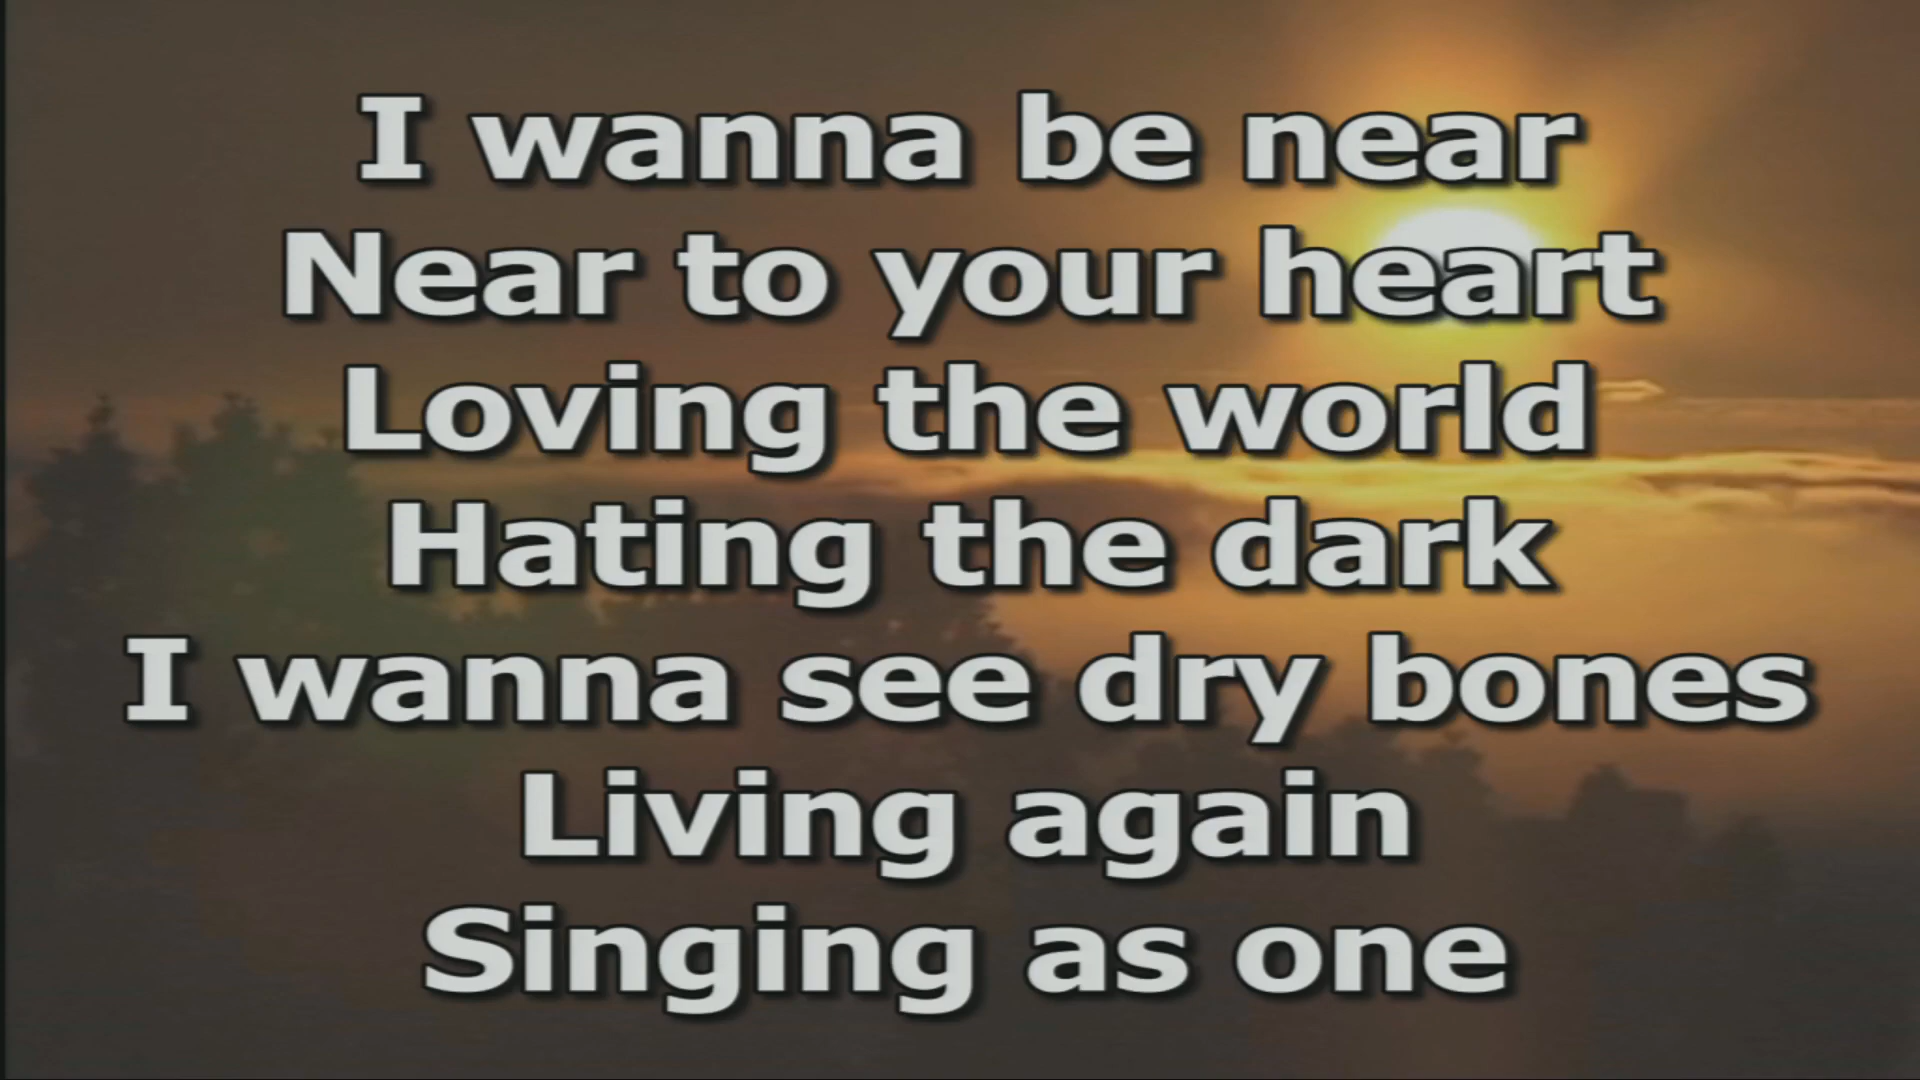 I wanna be near
Near to your heart
Loving the world
Hating the dark
I wanna see dry bones
Living again
Singing as one